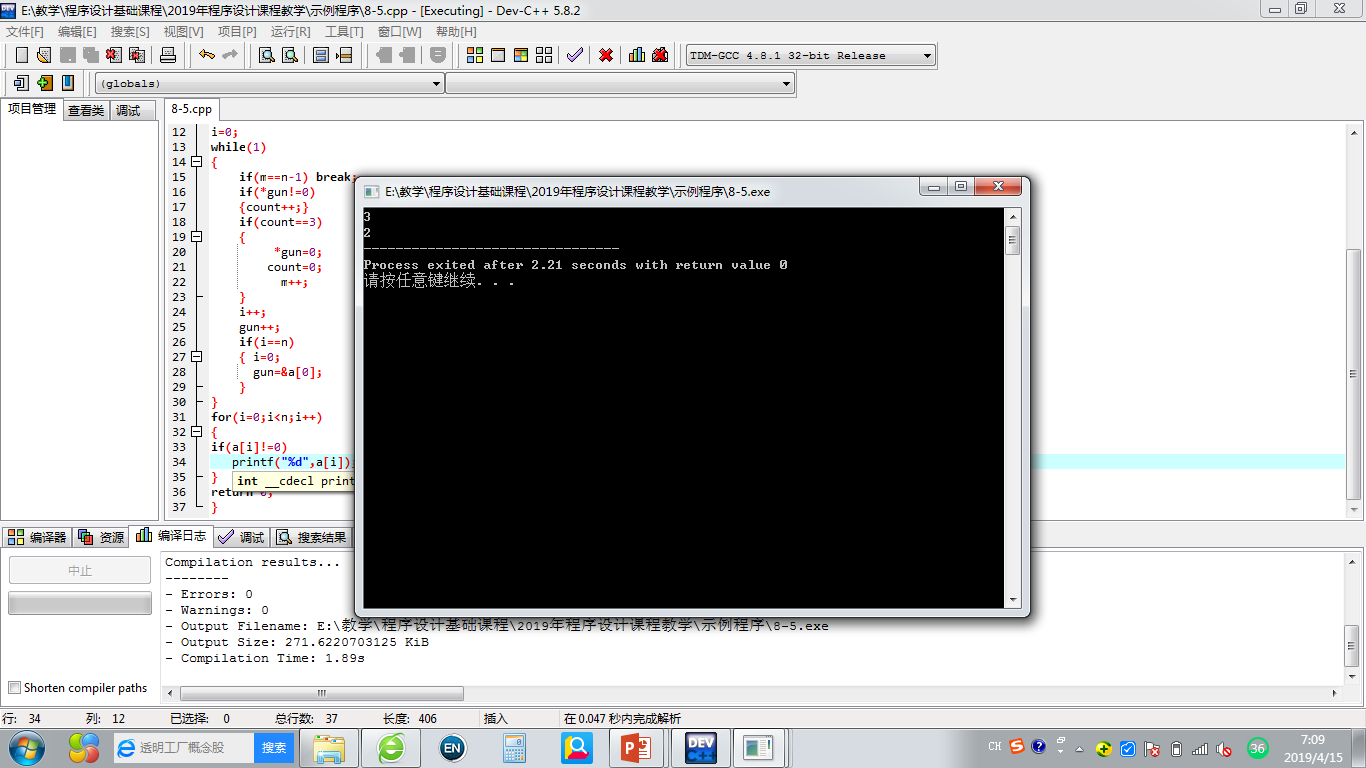 E:\教学\程序设计基础课程\2019年程序设计课程教学\示例程序\8-5.cpp - [Executing] - Dev-C++ 5.8.2
文件[F] 编辑[E] 搜索[S] 视图[V] 项目[P] 运行[R] 工具[T] 窗口[W] 帮助[H]
TDM-GCC 4.8.1 32-bit Release
(globals)
项目管理 查看类 调试 8-5.cpp
12 i=0;
13 while(1)
14 {
15 if(m==n-1) break;
16 if(*gun!=0)
17 {count++;}
18 if(count==3)
19 {
20 *gun=0;
21 count=0;
22 m++;
23 }
24 i++;
25 gun++;
26 if(i==n)
27 { i=0;
28 gun=&a[0];
29 }
30 }
31 for(i=0;i<n;i++)
32 {
33 if(a[i]!=0)
34 printf("%d",a[i])
35 }
int __cdecl print
36 return 0;
37 }
E:\教学\程序设计基础课程\2019年程序设计课程教学\示例程序\8-5.exe
3
2
--------------------------------
Process exited after 2.21 seconds with return value 0
请按任意键继续. . .
编译器 资源 编译日志 调试 搜索结果
中止
Shorten compiler paths
Compilation results...
--------
- Errors: 0
- Warnings: 0
- Output Filename: E:\教学\程序设计基础课程\2019年程序设计课程教学\示例程序\8-5.exe
- Output Size: 271.6220703125 KiB
- Compilation Time: 1.89s
行: 34 列: 12 已选择: 0 总行数: 37 长度: 406 插入 在 0.047 秒内完成解析
透明工厂概念股 搜索 EN DEV C++ CH 36
7:09
2019/4/15